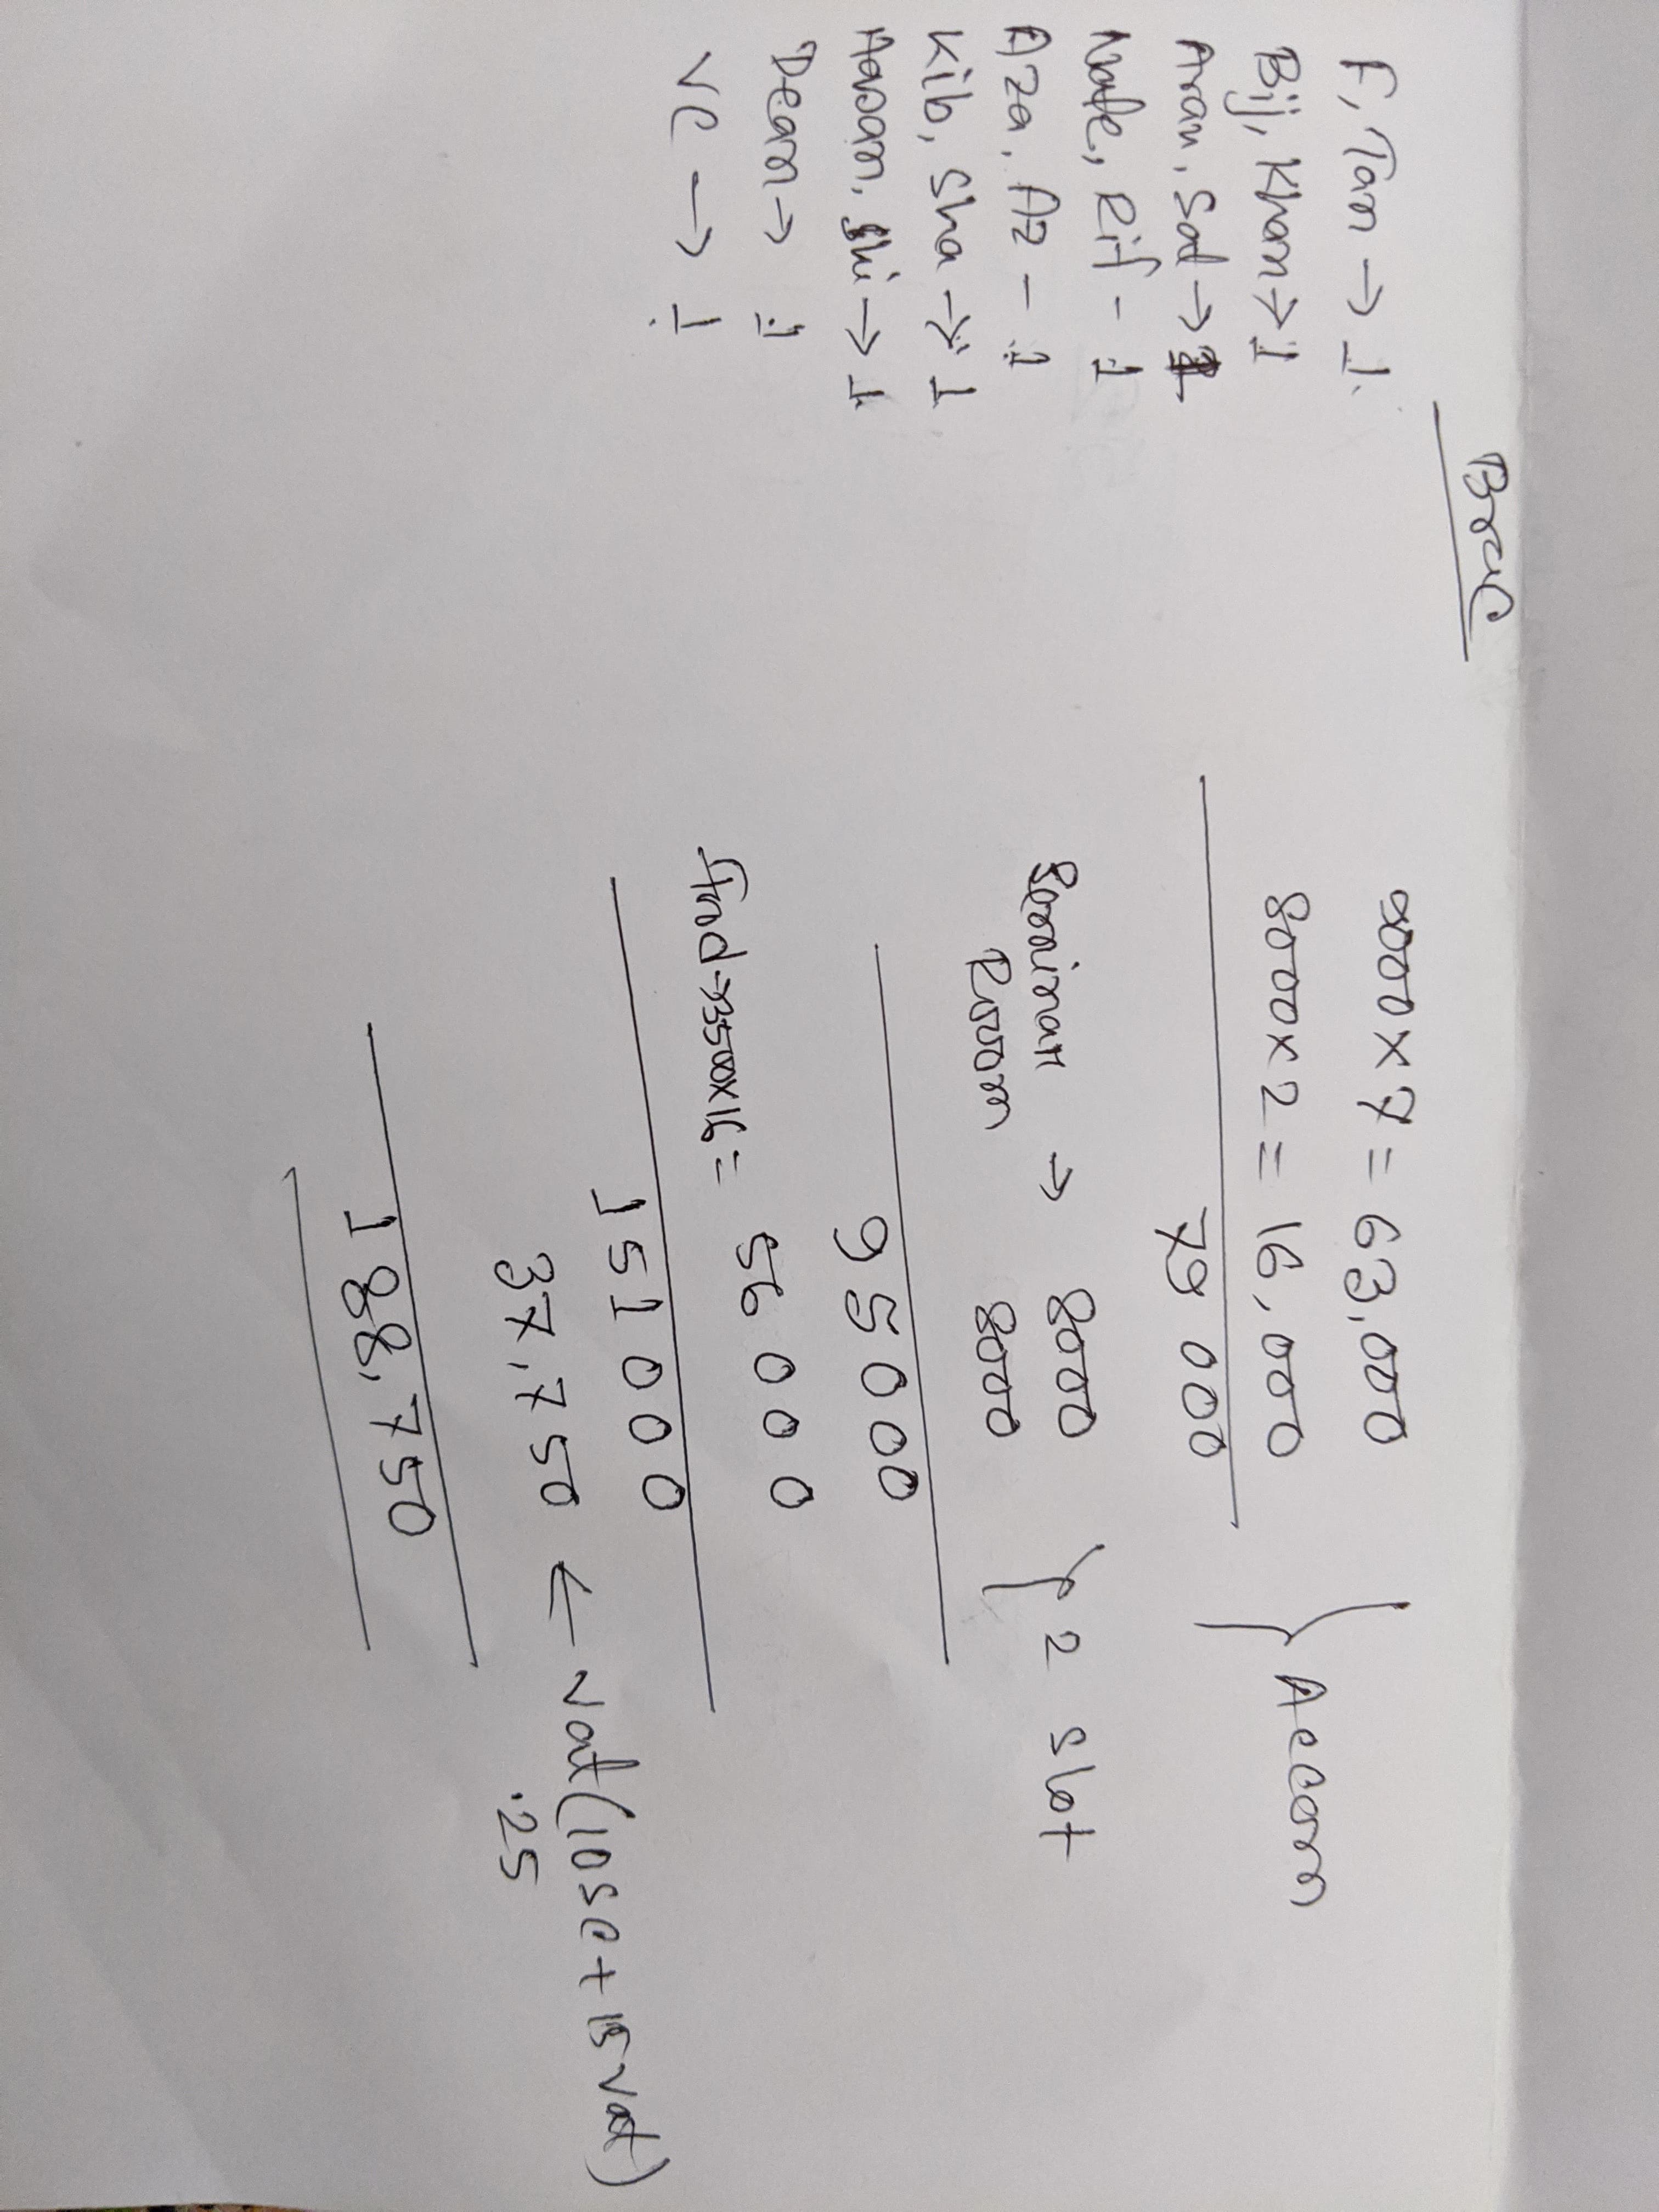 Brac
F, Tan → 1.
Bij, Khan → 1
Aran, Sad → 1
Nafe, Rif - 1
Aza, Az - 1
Kib, Sha → 1
Hasan, Shi → 1
Dean → 1
VC → 1
9000 × 7 = 63,000
8000 × 2 = 16,000
} Accom
79 000
Seminar → 8000
Rooom 8000
} 2 slot
95000
food → 3500 × 16 = 56 000
151000
37,750 ← vat (10 sc + 15 vat)
.25
188,750